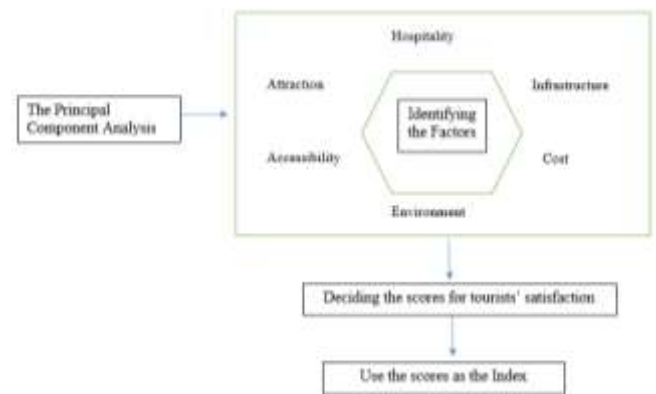 Hospitality
Attraction
Infrastructure
The Principal
Component Analysis
Identifying
the Factors
Accessibility
Cost
Environment
Deciding the scores for tourists' satisfaction
Use the scores as the Index